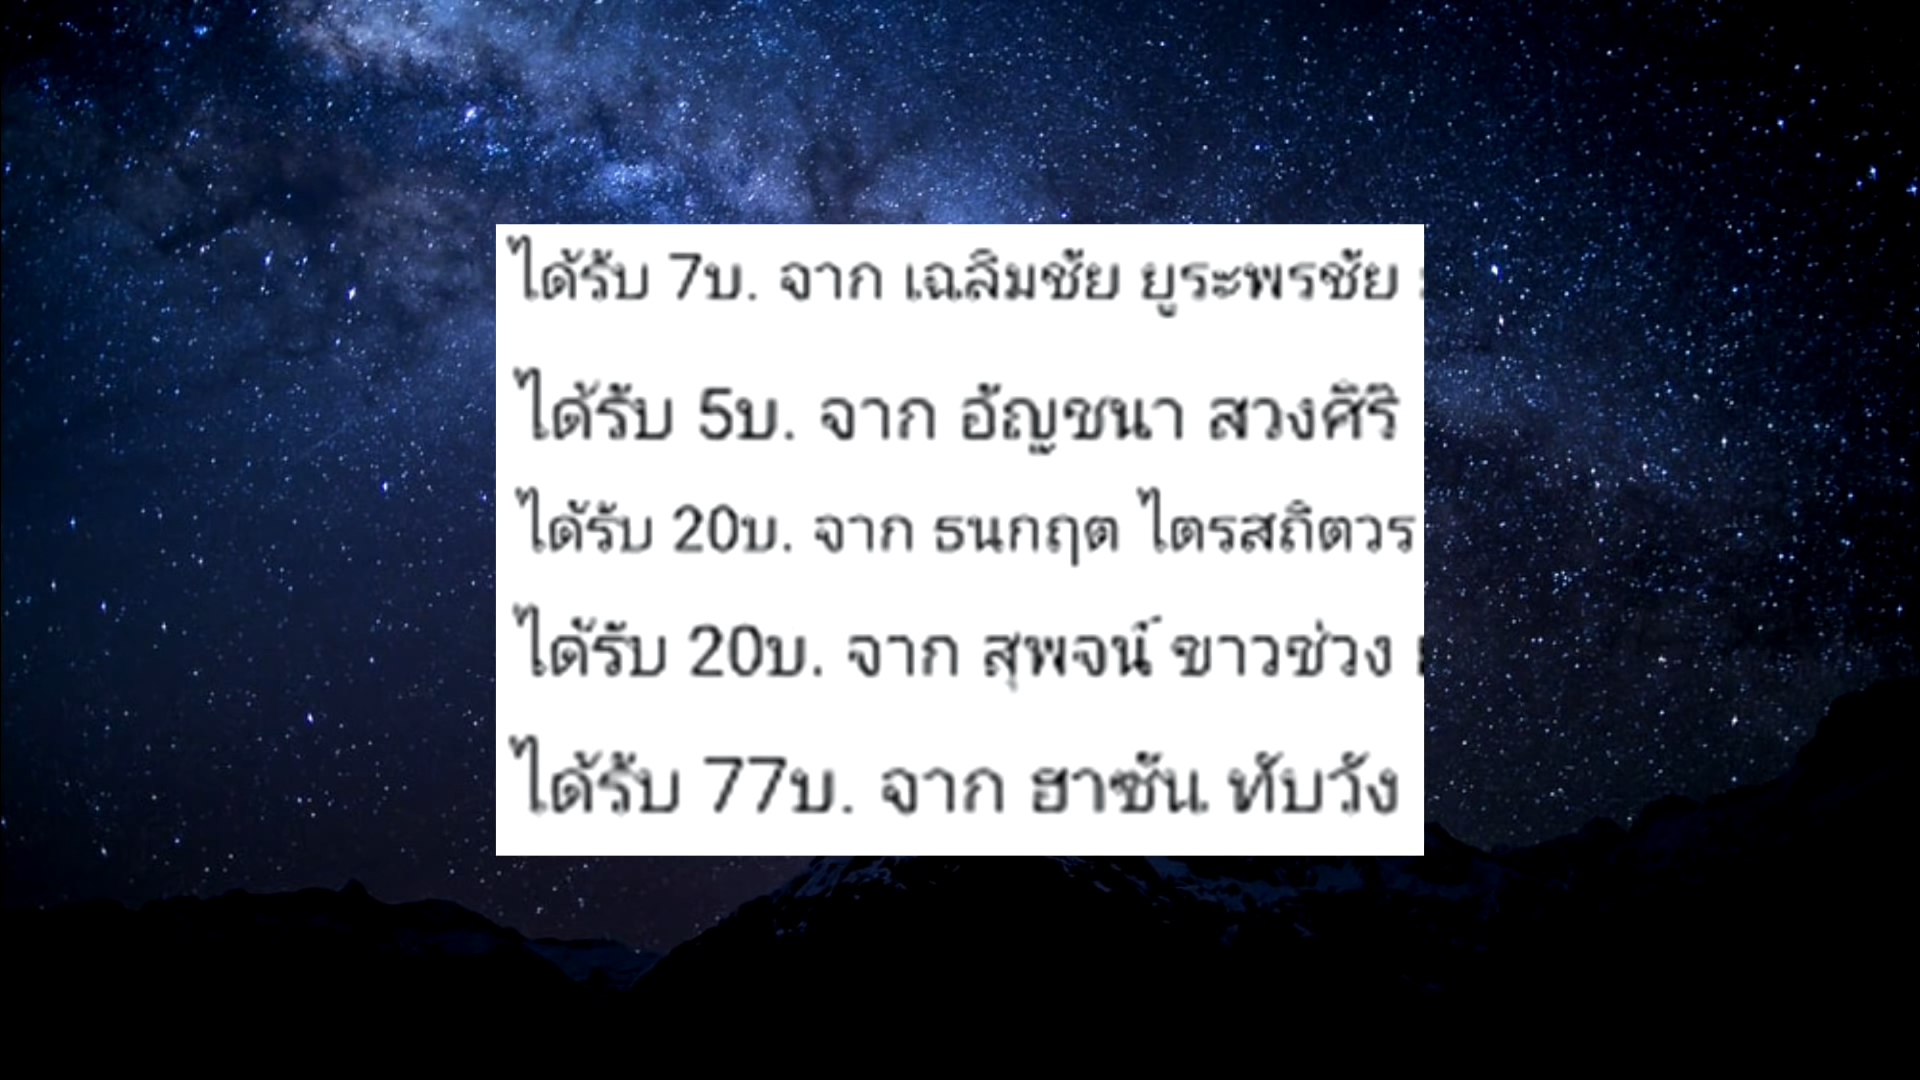 ได้รับ 7บ. จาก เฉลิมชัย ยูระพรชัย
ได้รับ 5บ. จาก อัญชนา สวงศิริ
ได้รับ 20บ. จาก ธนกฤต ไตรสถิตวร
ได้รับ 20บ. จาก สุพจน์ ขาวช่วง
ได้รับ 77บ. จาก ฮาซัน ทับวัง